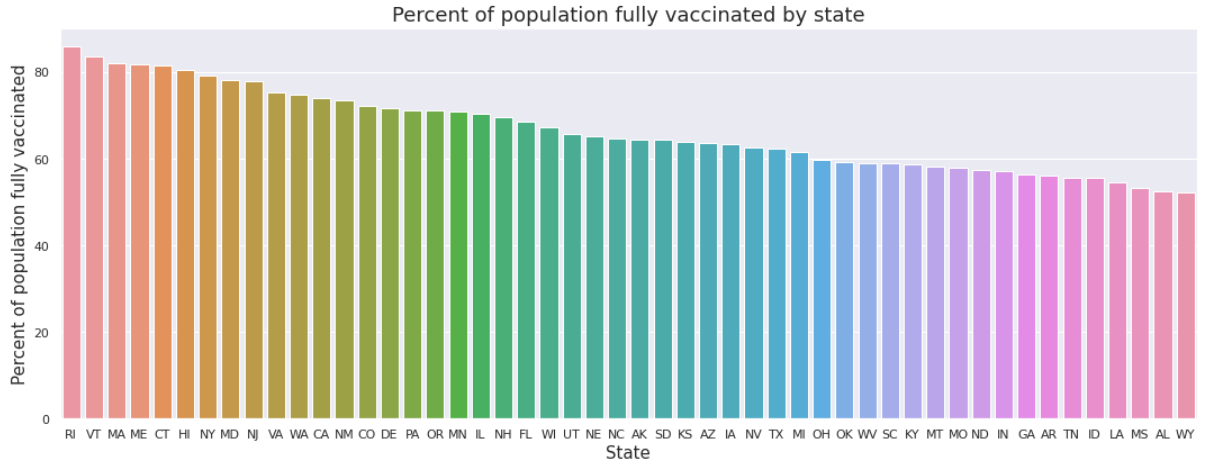 Percent of population fully vaccinated by state
Percent of population fully vaccinated
80
60
40
20
0
RI VT MA ME CT HI NY MD NJ VA WA CA NM CO DE PA OR MN IL NH FL WI UT NE NC AK SD KS AZ IA NV TX MI OH OK WV SC KY MT MO ND IN GA AR TN ID LA MS AL WY
State